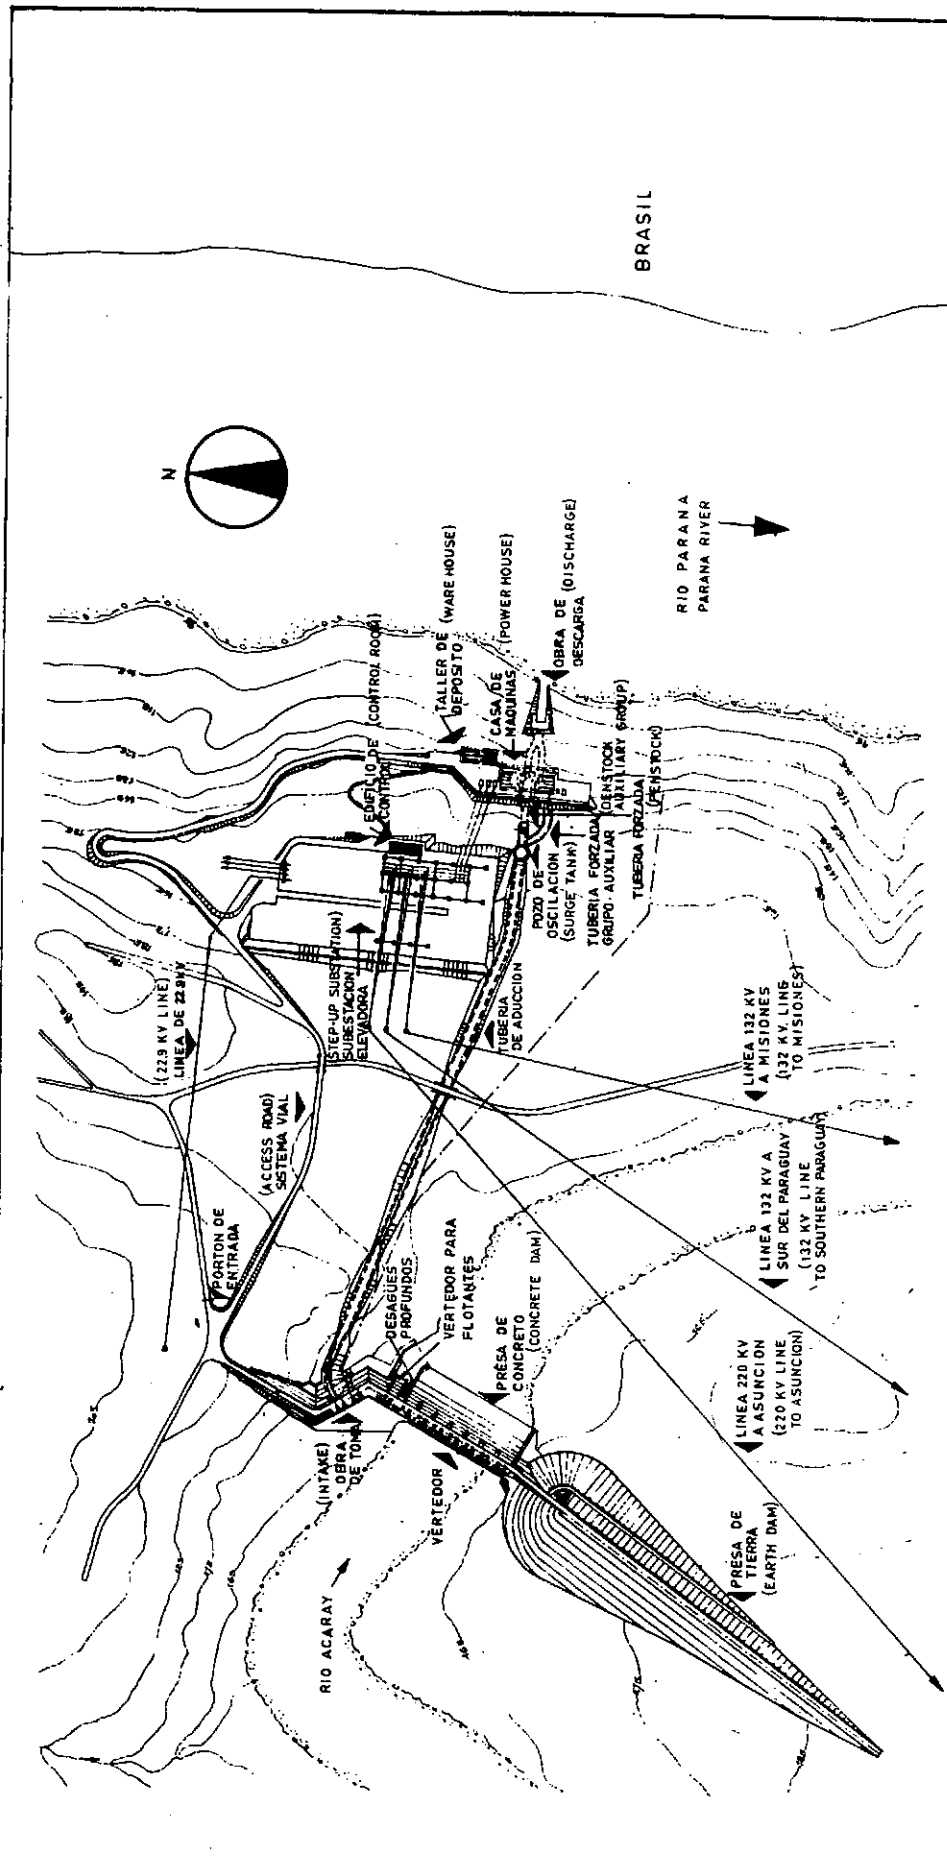 BRASIL
N
RIO PARANA
PARANA RIVER
TALLER DE (WARE HOUSE)
DEPOSITO
EDIFICIO DE (CONTROL ROOM)
CONTROL
CASA DE (POWER HOUSE)
MAQUINAS
OBRA DE (DISCHARGE)
DESCARGA
POZO DE
OSCILACION
(SURGE TANK)
TUBERIA FORZADA (DENSTOCK
GRUPO AUXILIAR AUXILIARY GROUP)
TUBERIA FORZADA
(PENSTOCK)
(STEP-UP SUBSTATION)
SUBESTACION
ELEVADORA
TUBERIA
DE ADUCCION
(22.9 KV LINE)
LINEA DE 22.9 KV
(ACCESS ROAD)
SISTEMA VIAL
PORTON DE
ENTRADA
LINEA 132 KV
A MISIONES
(132 KV. LINE
TO MISIONES)
LINEA 132 KV A
SUR DEL PARAGUAY
(132 KV LINE
TO SOUTHERN PARAGUAY)
LINEA 220 KV
A ASUNCION
(220 KV LINE
TO ASUNCION)
DESAGÜES
PROFUNDOS
VERTEDOR PARA
FLOTANTES
PRESA DE
CONCRETO
(CONCRETE DAM)
(INTAKE)
OBRA
DE TOMA
VERTEDOR
RIO ACARAY
PRESA DE
TIERRA
(EARTH DAM)